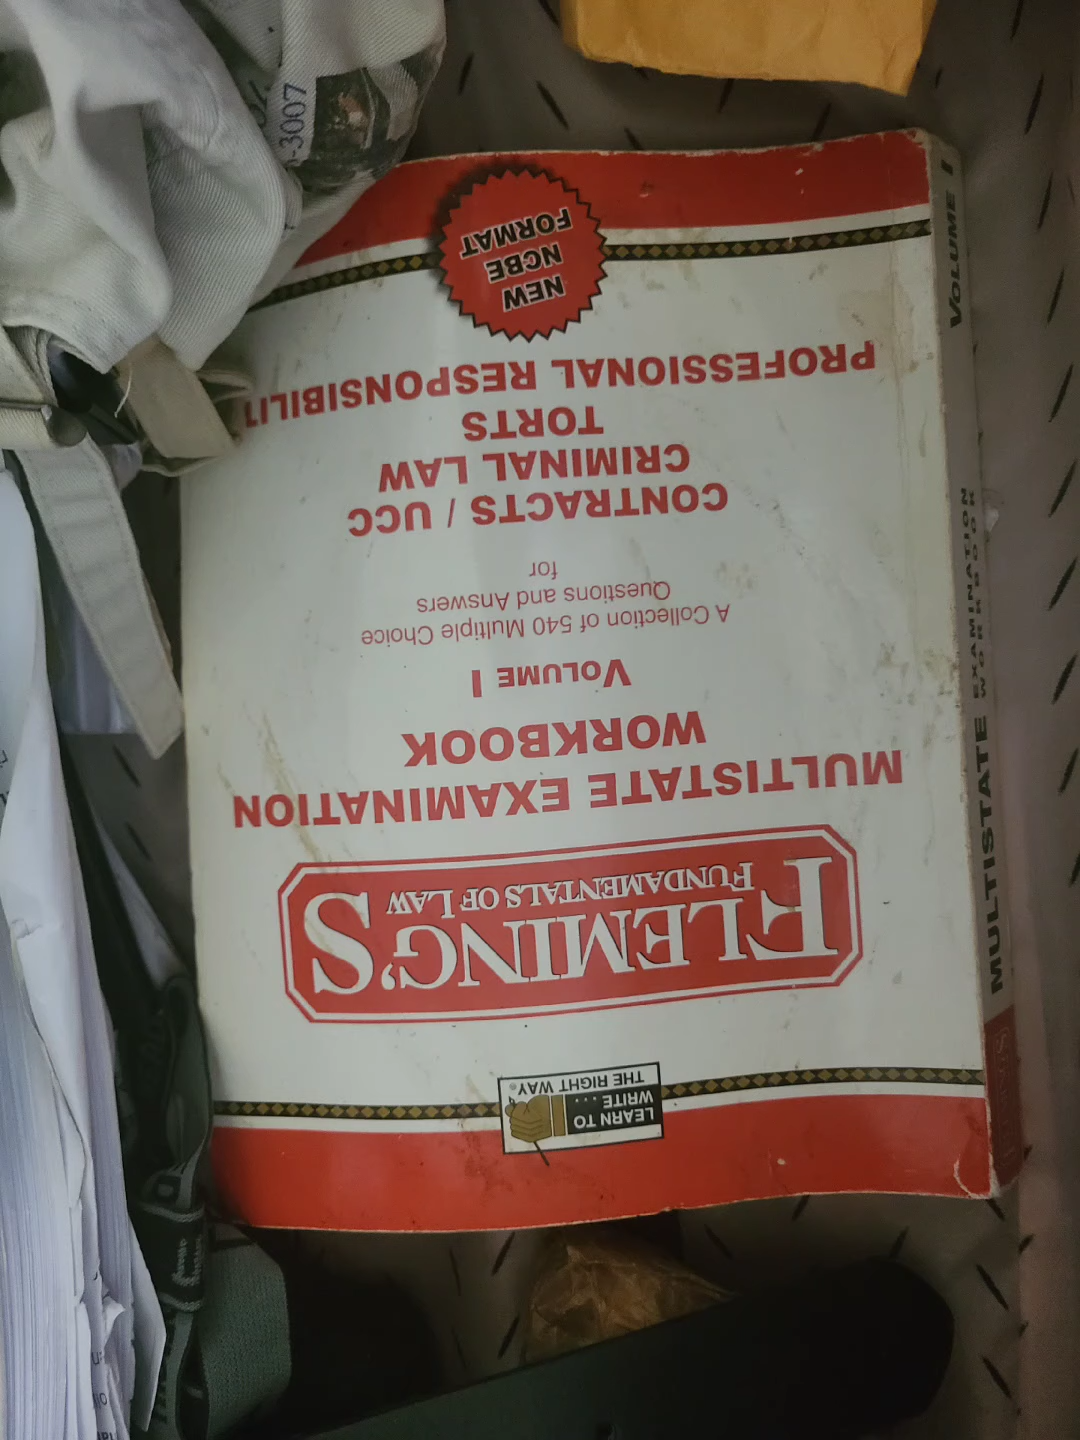 LEARN TO
WRITE ...
THE RIGHT WAY®
FLEMING'S
FUNDAMENTALS OF LAW
MULTISTATE EXAMINATION
WORKBOOK
VOLUME I
A Collection of 540 Multiple Choice
Questions and Answers
for
CONTRACTS / UCC
CRIMINAL LAW
TORTS
PROFESSIONAL RESPONSIBILIT
NEW
NCBE
FORMAT
MULTISTATE EXAMINATION
WORKBOOK
VOLUME I
-3007